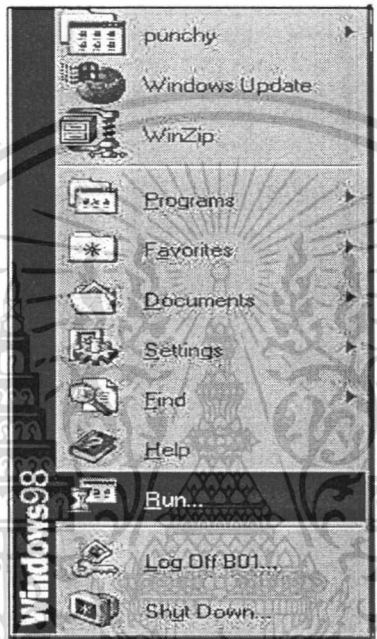 punchy
Windows Update
WinZip
Programs
Favorites
Documents
Settings
Find
Help
Run...
Log Off B01...
Shut Down...
Windows98